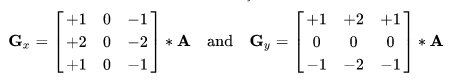 G_x = [+1 0 −1; +2 0 −2; +1 0 −1] ∗ A and G_y = [+1 +2 +1; 0 0 0; −1 −2 −1] ∗ A